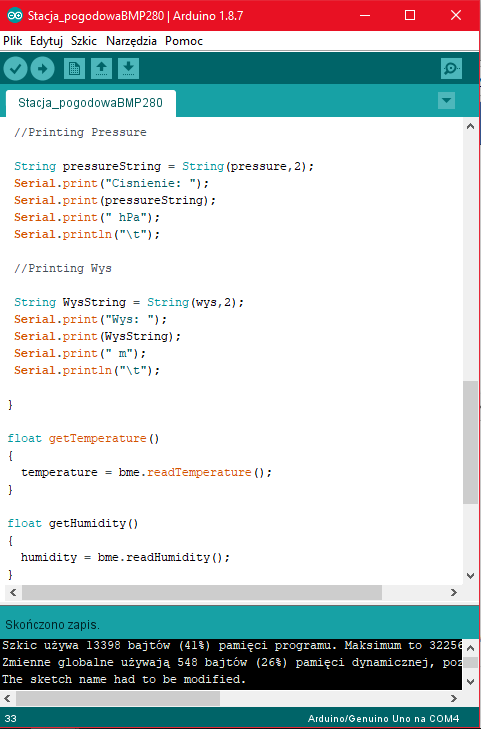 Stacja_pogodowaBMP280 | Arduino 1.8.7
Plik Edytuj Szkic Narzędzia Pomoc
Stacja_pogodowaBMP280
//Printing Pressure
String pressureString = String(pressure,2);
Serial.print("Cisnienie: ");
Serial.print(pressureString);
Serial.print(" hPa");
Serial.println("\t");
//Printing Wys
String WysString = String(wys,2);
Serial.print("Wys: ");
Serial.print(WysString);
Serial.print(" m");
Serial.println("\t");
}
float getTemperature()
{
temperature = bme.readTemperature();
}
float getHumidity()
{
humidity = bme.readHumidity();
}
Skończono zapis.
Szkic używa 13398 bajtów (41%) pamięci programu. Maksimum to 32256
Zmienne globalne używają 548 bajtów (26%) pamięci dynamicznej, poz
The sketch name had to be modified.
33
Arduino/Genuino Uno na COM4